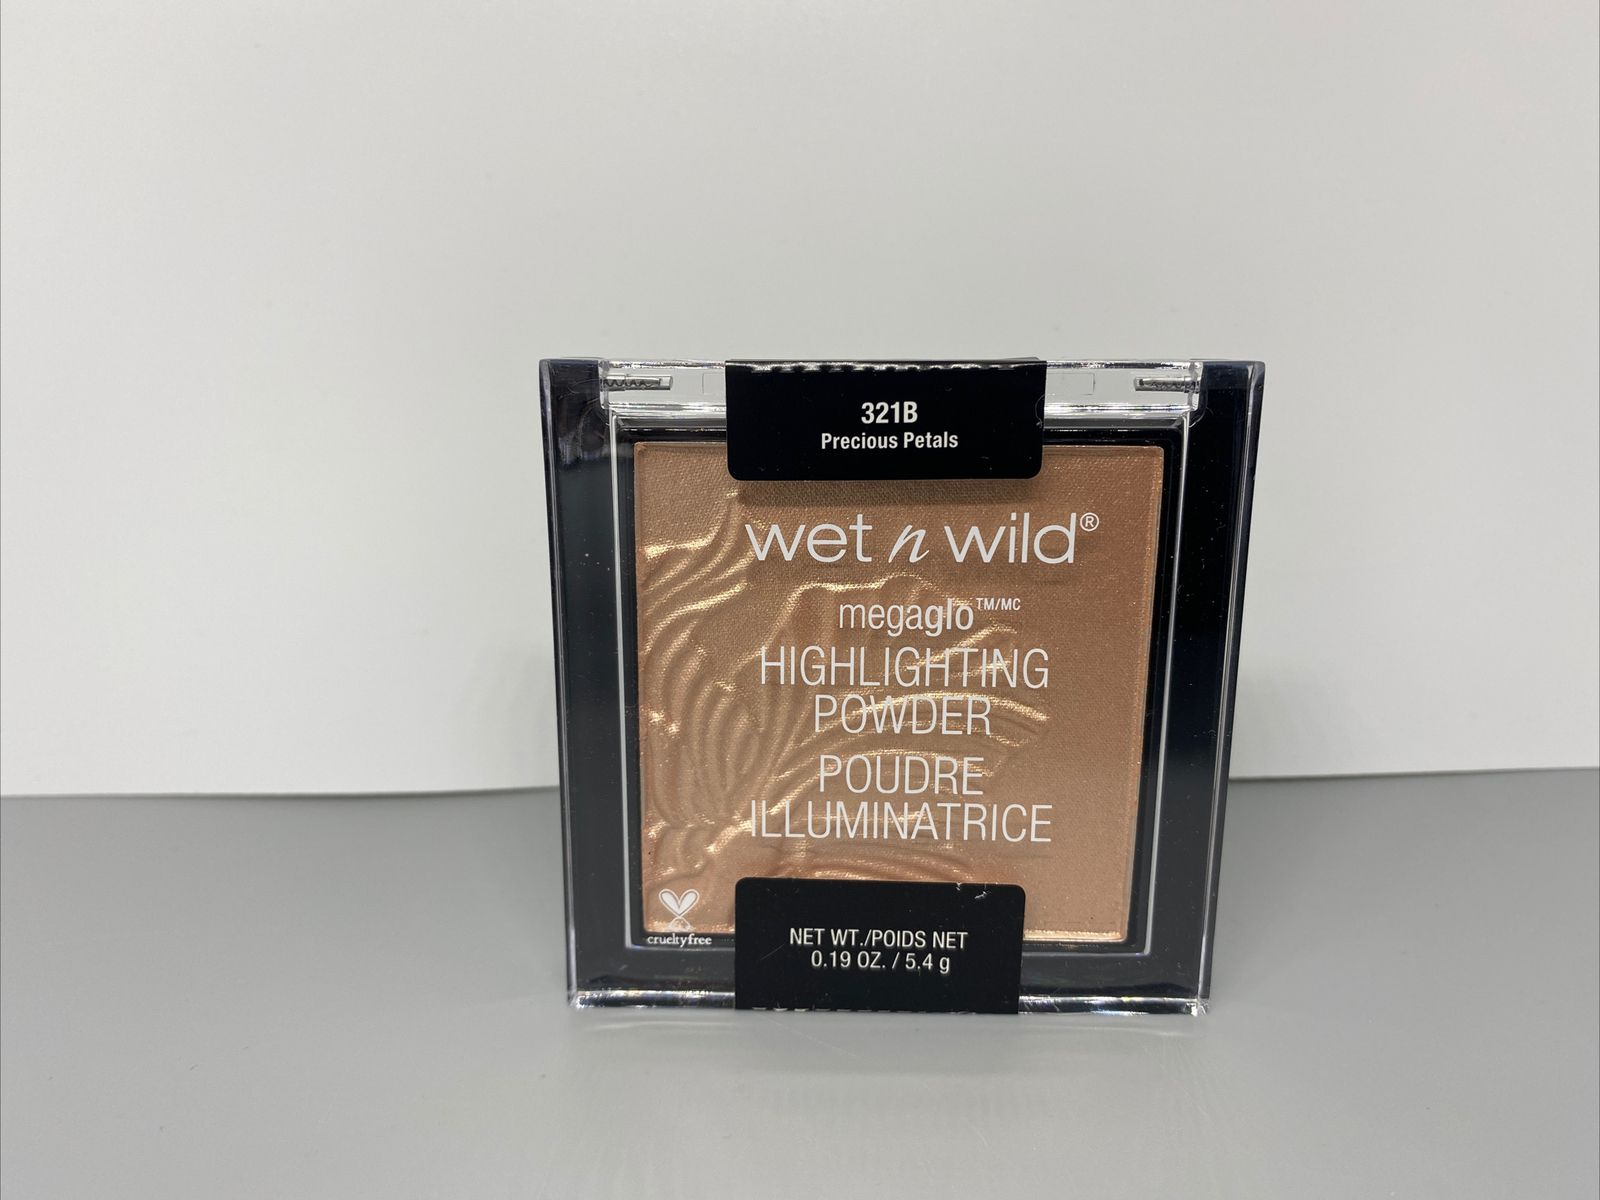 321B
Precious Petals
wet n wild®
megaglo™/MC
HIGHLIGHTING
POWDER
POUDRE
ILLUMINATRICE
crueltyfree
NET WT./POIDS NET
0.19 OZ. / 5.4 g